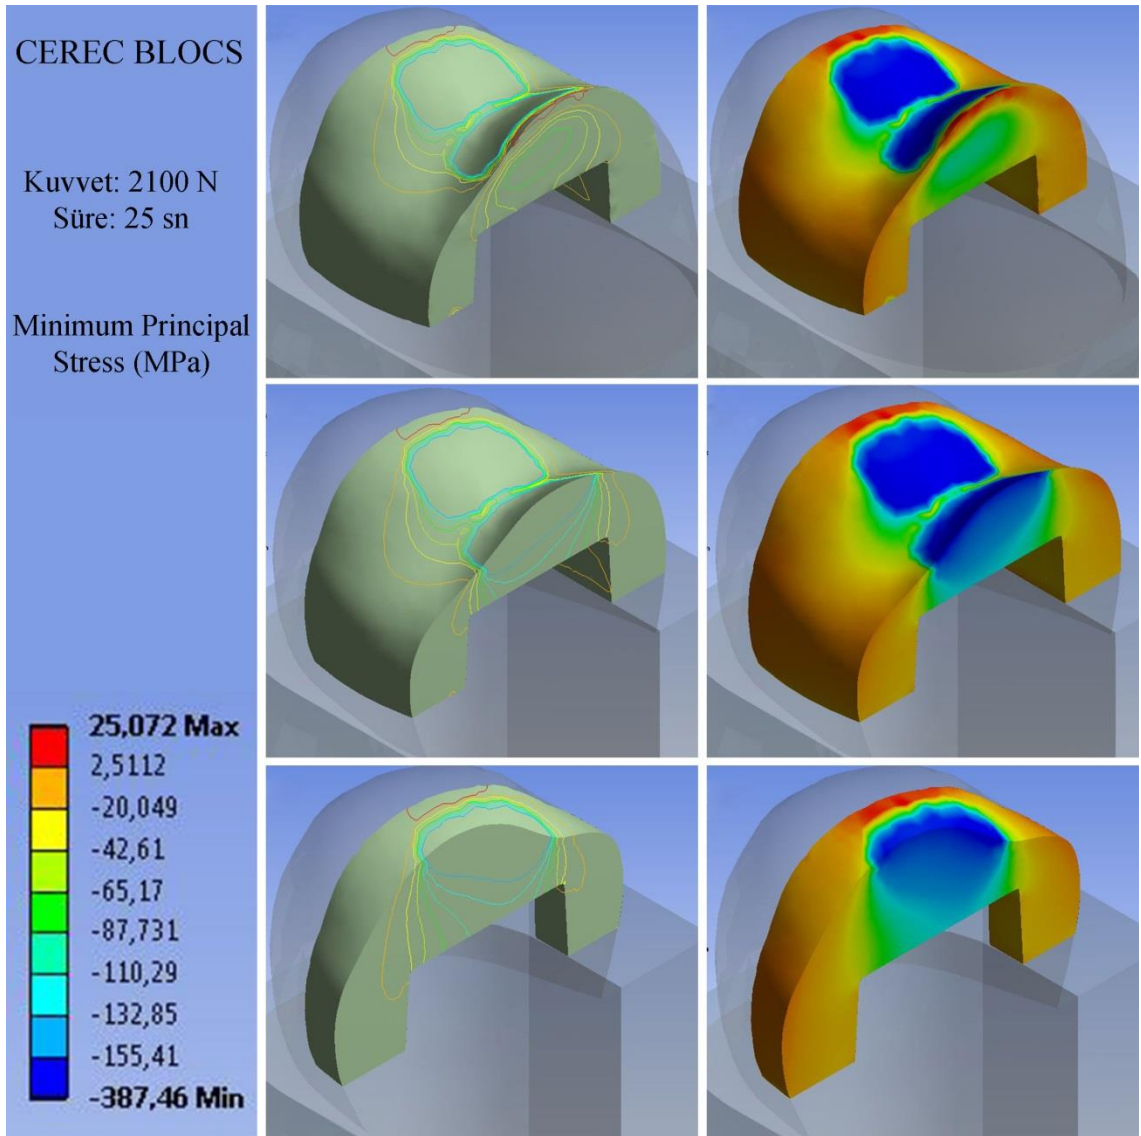 CEREC BLOCS
Kuvvet: 2100 N
Süre: 25 sn
Minimum Principal
Stress (MPa)
25,072 Max
2,5112
-20,049
-42,61
-65,17
-87,731
-110,29
-132,85
-155,41
-387,46 Min